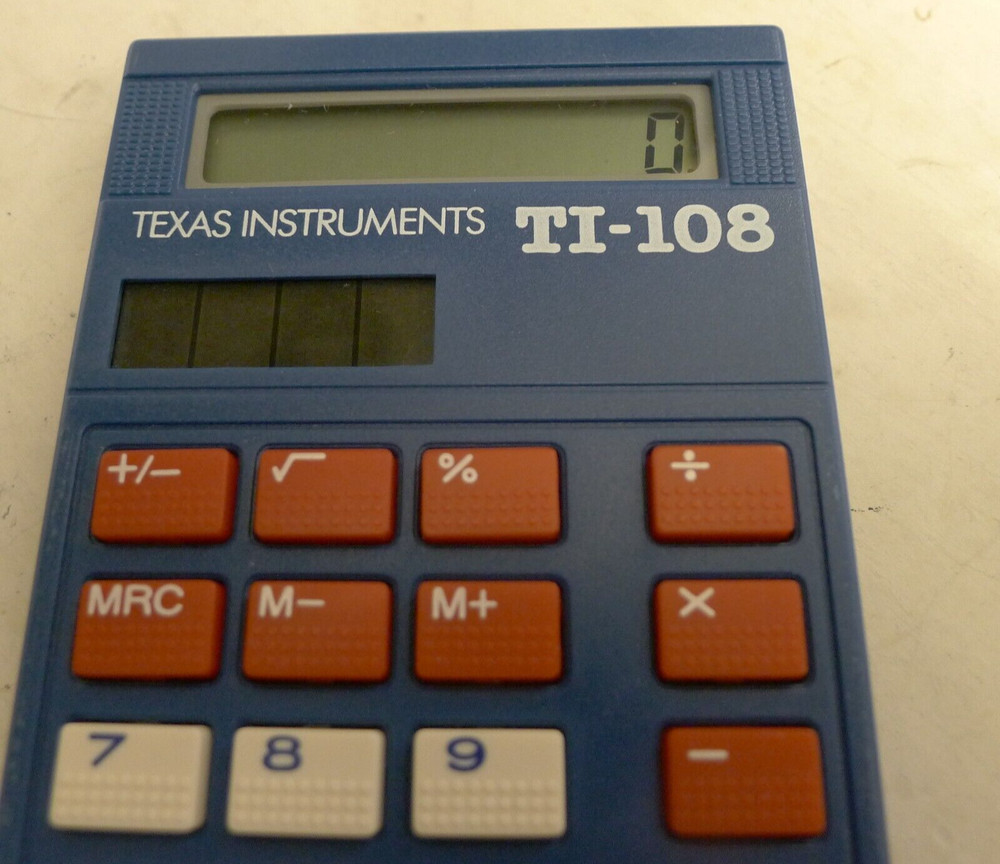 0
TEXAS INSTRUMENTS TI-108
+/− √ % ÷
MRC M− M+ ×
7 8 9 −